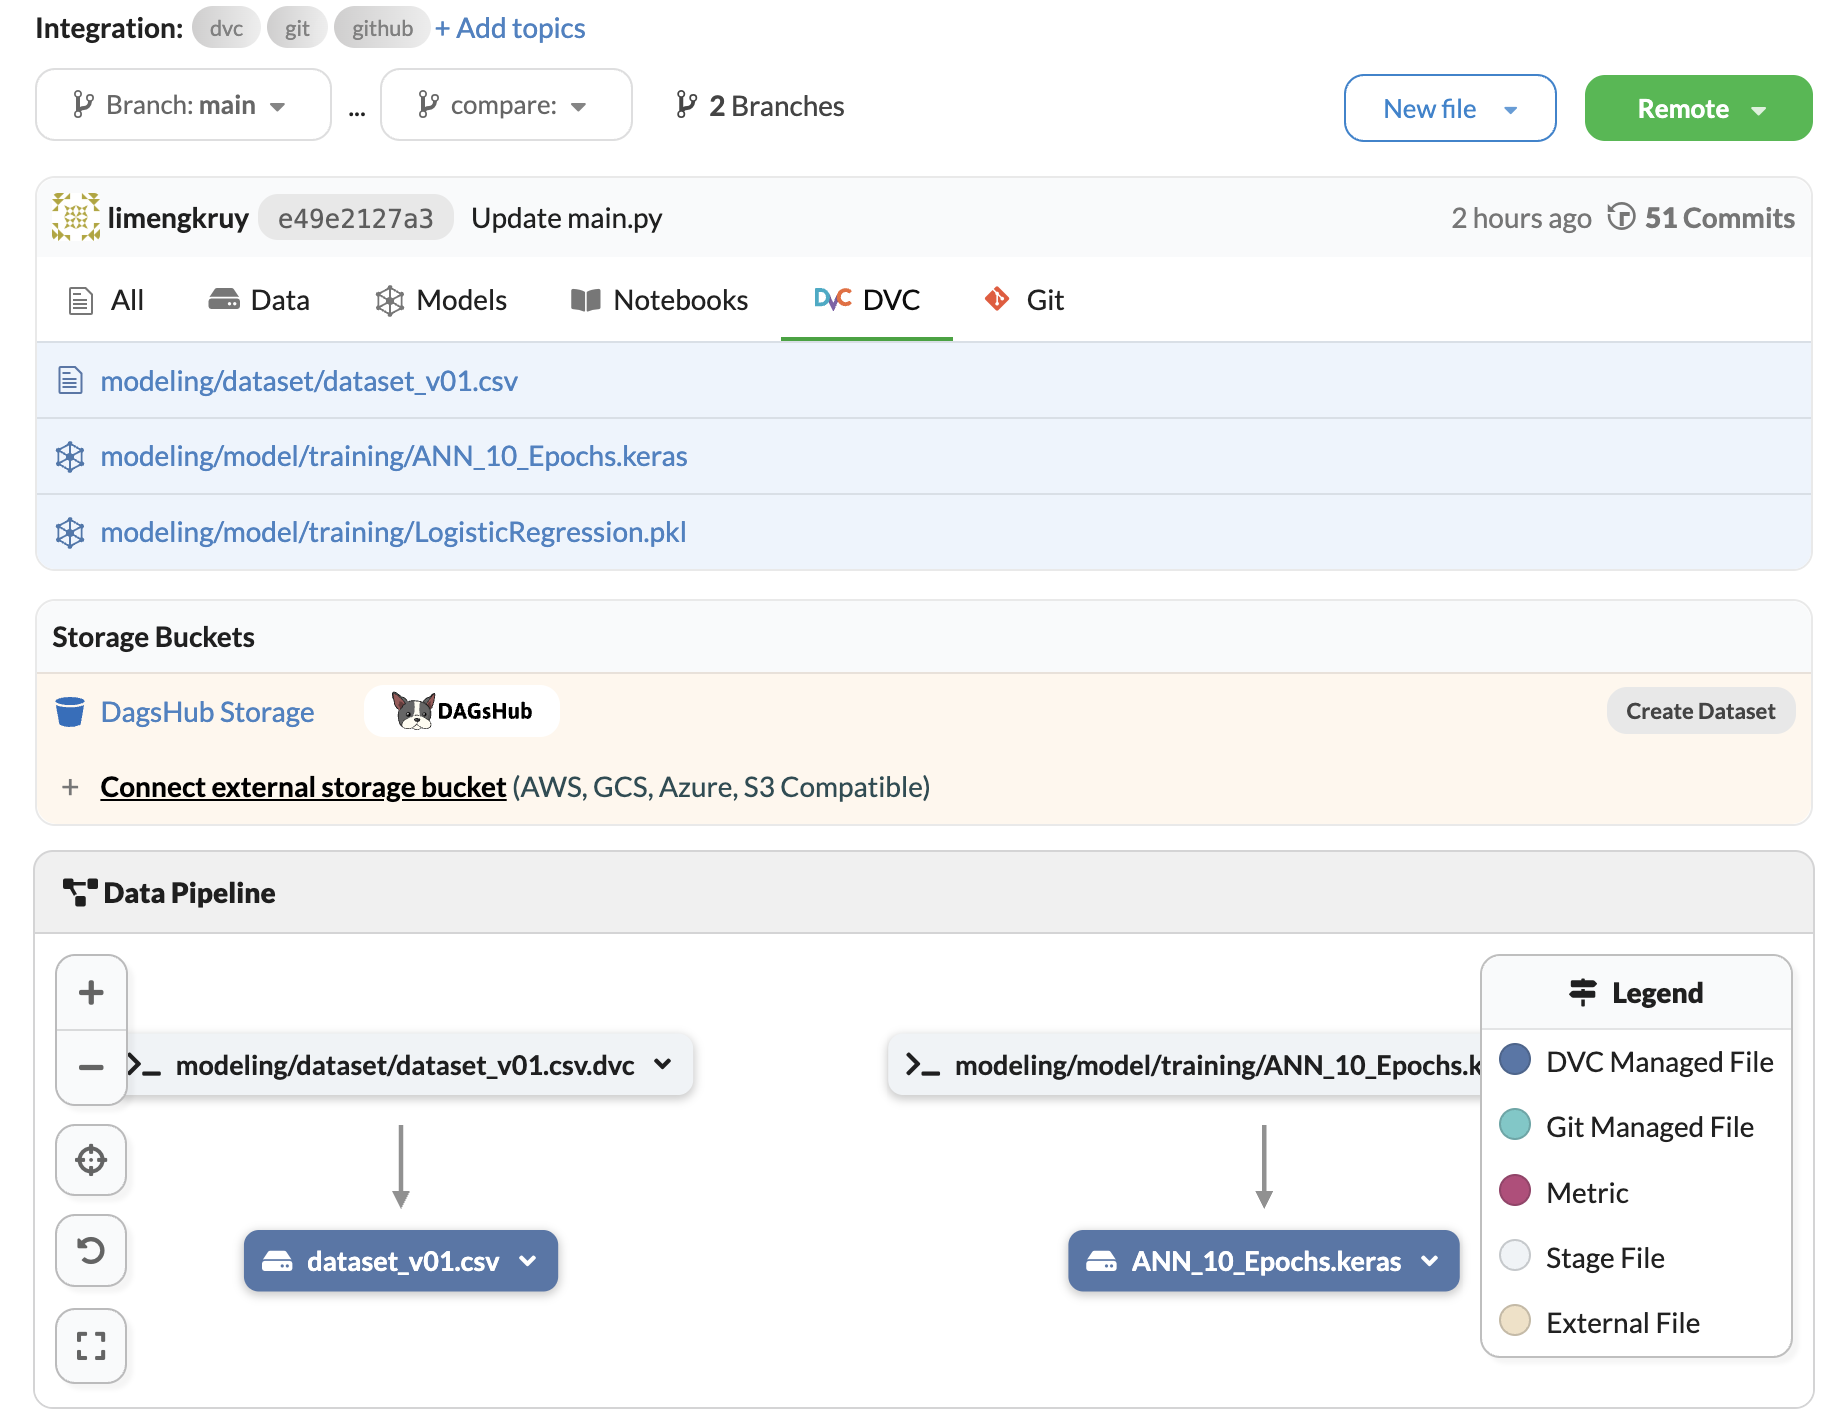 Integration: dvc git github + Add topics
Branch: main ... compare: 2 Branches New file Remote
limengkruy e49e2127a3 Update main.py 2 hours ago 51 Commits
All Data Models Notebooks DVC DVC Git
modeling/dataset/dataset_v01.csv
modeling/model/training/ANN_10_Epochs.keras
modeling/model/training/LogisticRegression.pkl
Storage Buckets
DagsHub Storage DAGsHub Create Dataset
+ Connect external storage bucket (AWS, GCS, Azure, S3 Compatible)
Data Pipeline
modeling/dataset/dataset_v01.csv.dvc
modeling/model/training/ANN_10_Epochs.k
dataset_v01.csv
ANN_10_Epochs.keras
Legend
DVC Managed File
Git Managed File
Metric
Stage File
External File